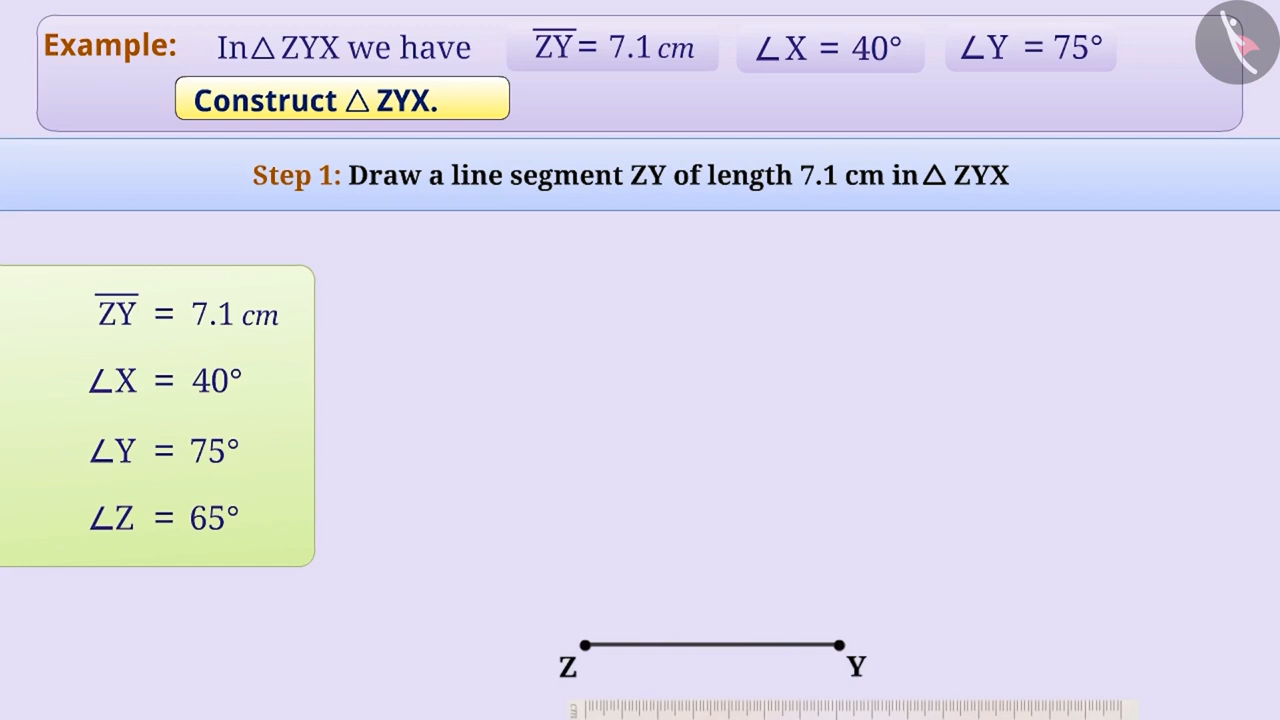 Example: In△ ZYX we have ZY = 7.1 cm ∠X = 40° ∠Y = 75°
Construct △ ZYX.
Step 1: Draw a line segment ZY of length 7.1 cm in△ ZYX
ZY = 7.1 cm
∠X = 40°
∠Y = 75°
∠Z = 65°
Z Y
cm